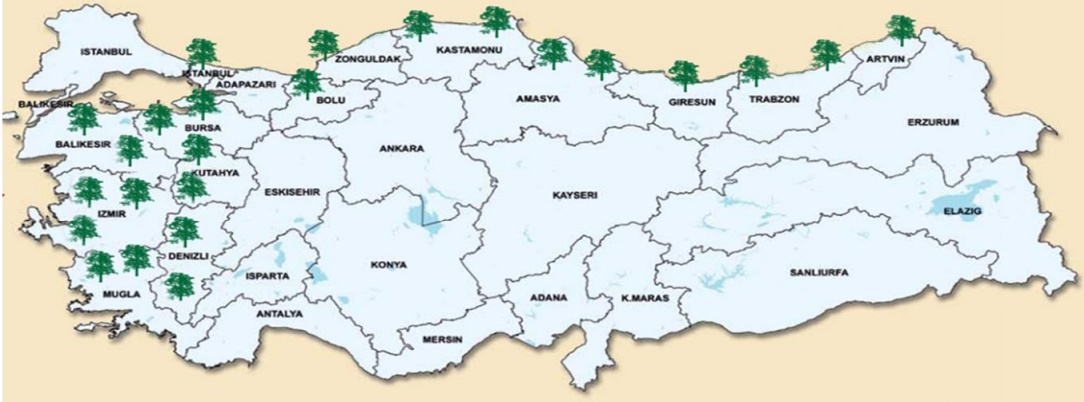 ISTANBUL
KASTAMONU
ZONGULDAK
ARTVIN
ISTANBUL
ADAPAZARI
BOLU
AMASYA
GIRESUN
TRABZON
BALIKESIR
BURSA
ERZURUM
BALIKESIR
ANKARA
KUTAHYA
ESKISEHIR
KAYSERI
IZMIR
ELAZIG
DENIZLI
KONYA
ISPARTA
SANLIURFA
MUGLA
ADANA
K.MARAS
ANTALYA
MERSIN